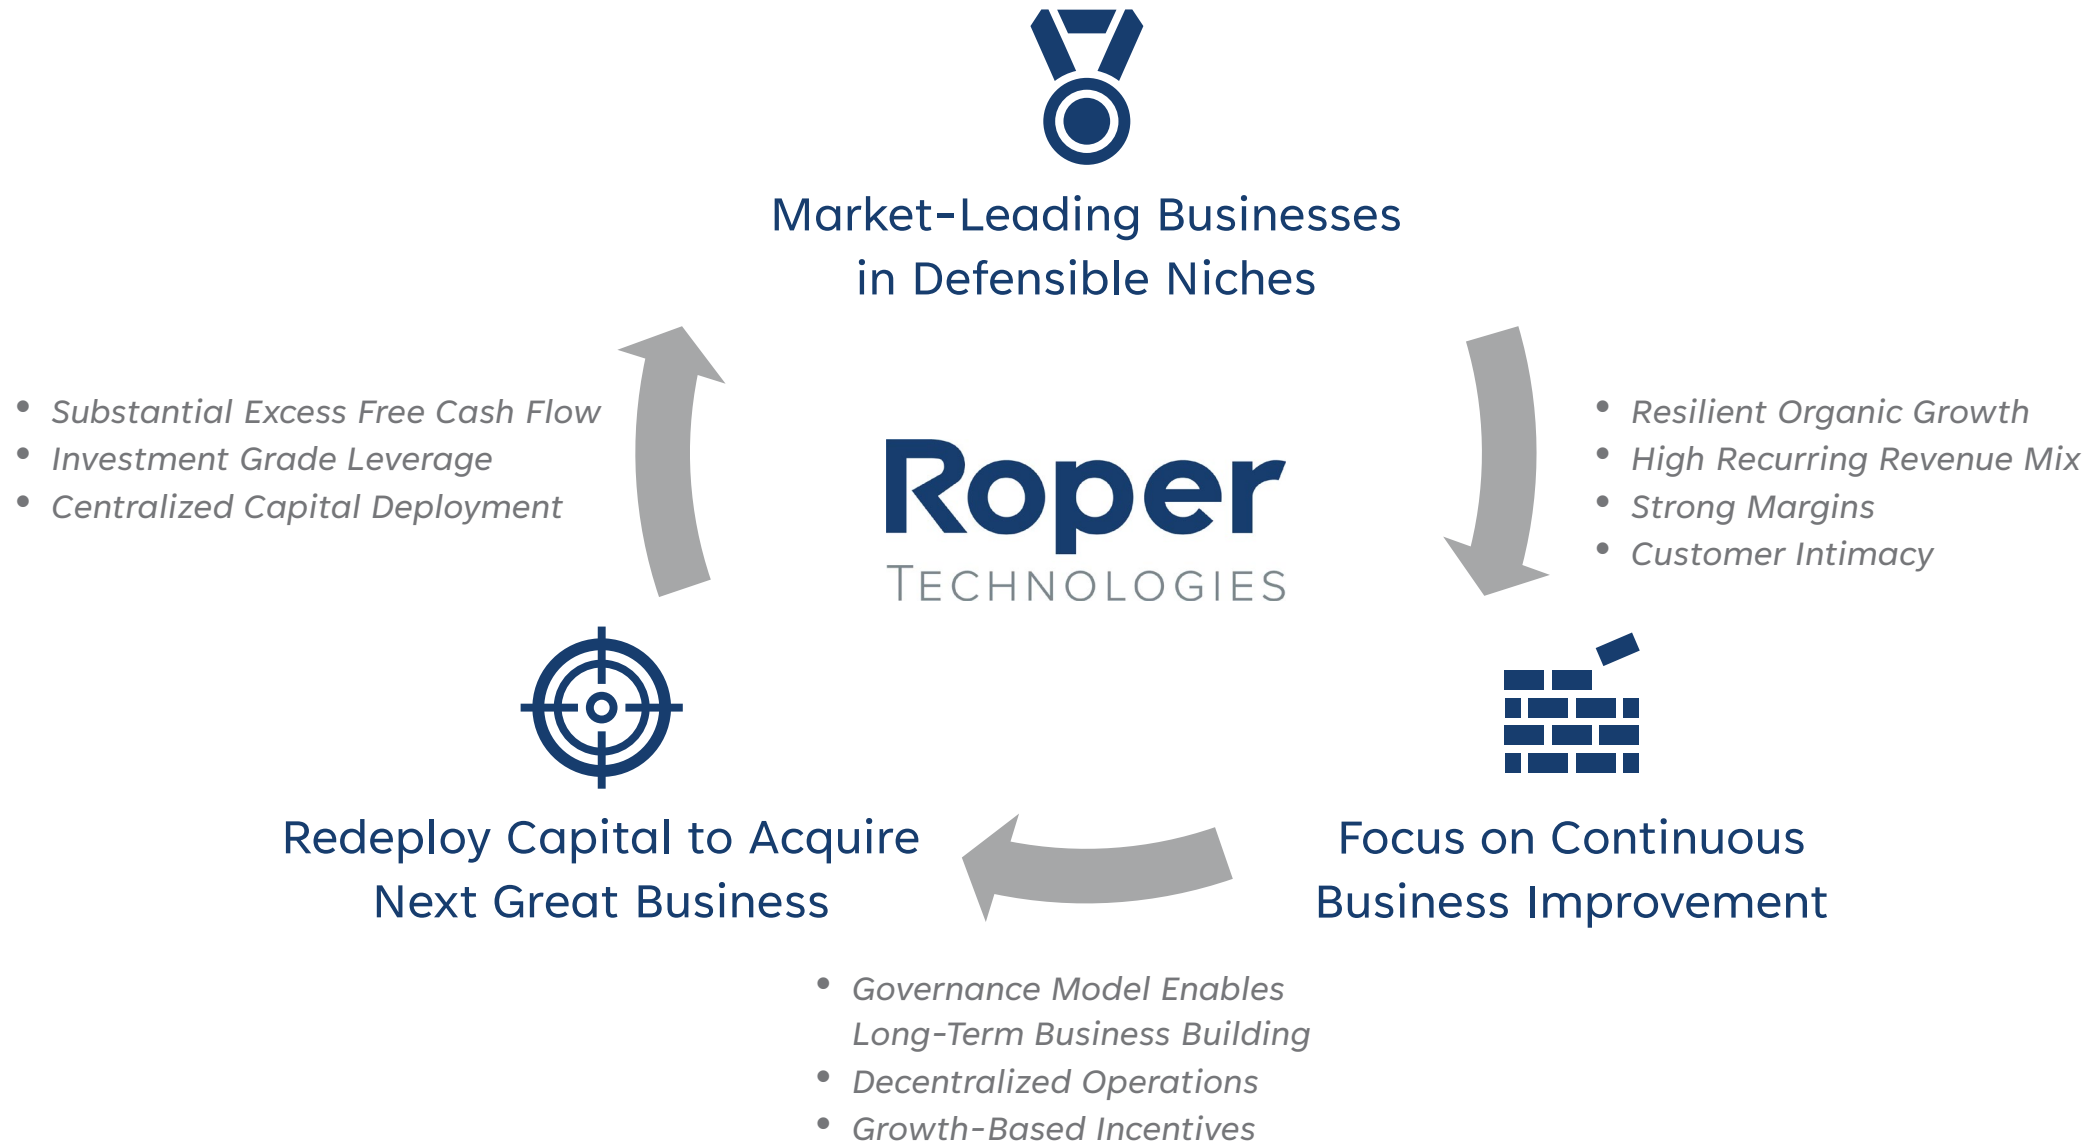 Market-Leading Businesses
in Defensible Niches
• Substantial Excess Free Cash Flow
• Investment Grade Leverage
• Centralized Capital Deployment
Roper
TECHNOLOGIES
• Resilient Organic Growth
• High Recurring Revenue Mix
• Strong Margins
• Customer Intimacy
Redeploy Capital to Acquire
Next Great Business
Focus on Continuous
Business Improvement
• Governance Model Enables
Long-Term Business Building
• Decentralized Operations
• Growth-Based Incentives